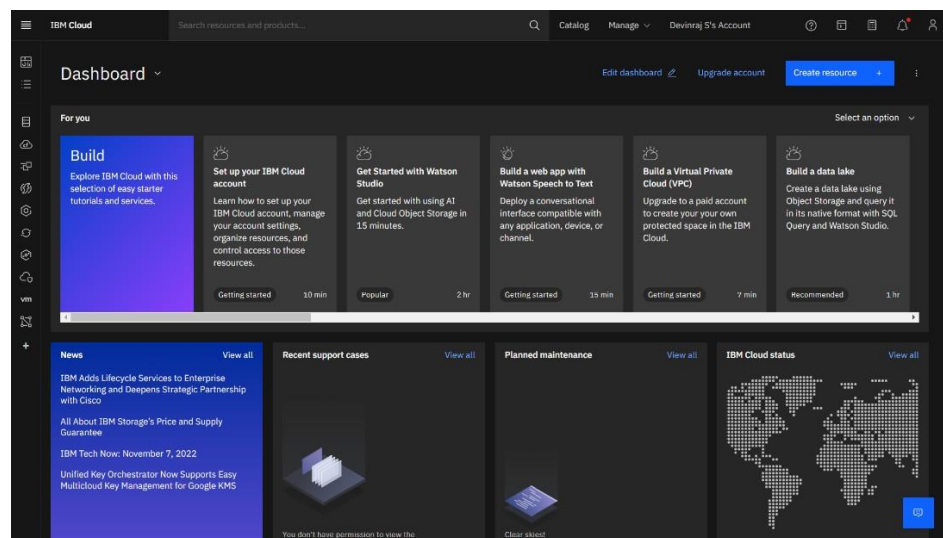 IBM Cloud
Search resources and products...
Catalog
Manage
Devinraj S's Account
Dashboard
Edit dashboard
Upgrade account
Create resource +
For you
Select an option
Build
Explore IBM Cloud with this
selection of easy starter
tutorials and services.
Set up your IBM Cloud
account
Learn how to set up your
IBM Cloud account, manage
your account settings,
organize resources, and
control access to those
resources.
Getting started
10 min
Get Started with Watson
Studio
Get started with using AI
and Cloud Object Storage in
15 minutes.
Popular
2 hr
Build a web app with
Watson Speech to Text
Deploy a conversational
interface compatible with
any application, device, or
channel.
Getting started
15 min
Build a Virtual Private
Cloud (VPC)
Upgrade to a paid account
to create your your own
protected space in the IBM
Cloud.
Getting started
7 min
Build a data lake
Create a data lake using
Object Storage and query it
in its native format with SQL
Query and Watson Studio.
Recommended
1 hr
vm
News
View all
IBM Adds Lifecycle Services to Enterprise
Networking and Deepens Strategic Partnership
with Cisco
All About IBM Storage's Price and Supply
Guarantee
IBM Tech Now: November 7, 2022
Unified Key Orchestrator Now Supports Easy
Multicloud Key Management for Google KMS
Recent support cases
View all
You don't have permission to view the
Planned maintenance
View all
Clear skies!
IBM Cloud status
View all